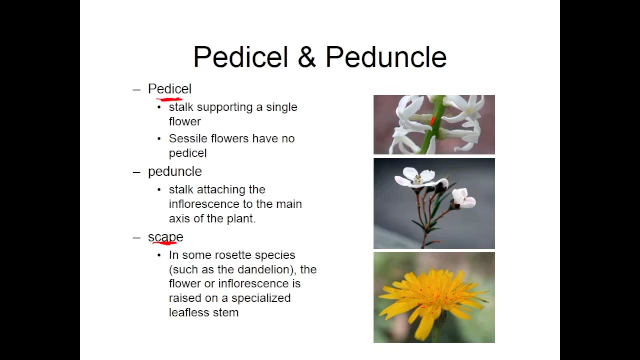 Pedicel & Peduncle
– Pedicel
• stalk supporting a single
flower
• Sessile flowers have no
pedicel
– peduncle
• stalk attaching the
inflorescence to the main
axis of the plant.
– scape
• In some rosette species
(such as the dandelion), the
flower or inflorescence is
raised on a specialized
leafless stem